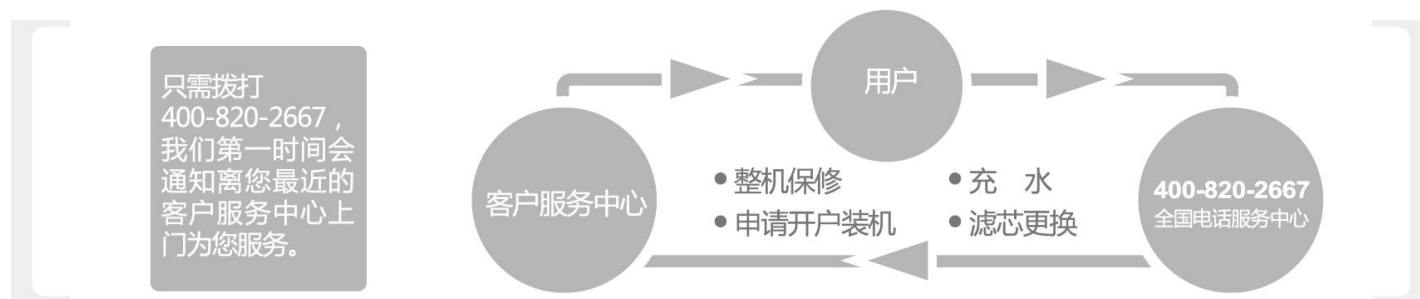 只需拨打
400-820-2667，
我们第一时间会
通知离您最近的
客户服务中心上
门为您服务。
用户
客户服务中心
• 整机保修
• 充 水
• 申请开户装机
• 滤芯更换
400-820-2667
全国电话服务中心